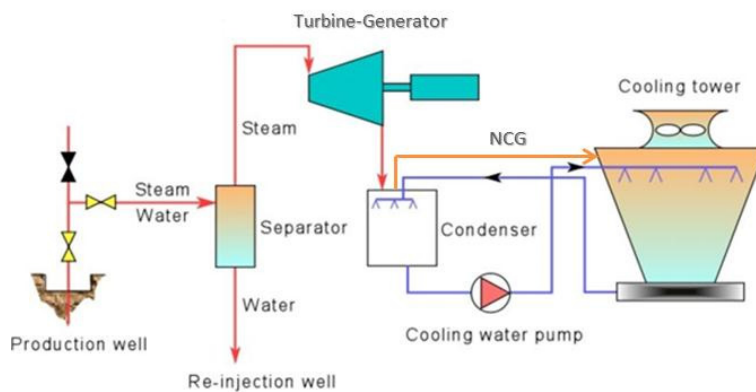 Turbine-Generator
Cooling tower
Steam
NCG
Steam
Water
Separator
Condenser
Water
Cooling water pump
Production well
Re-injection well